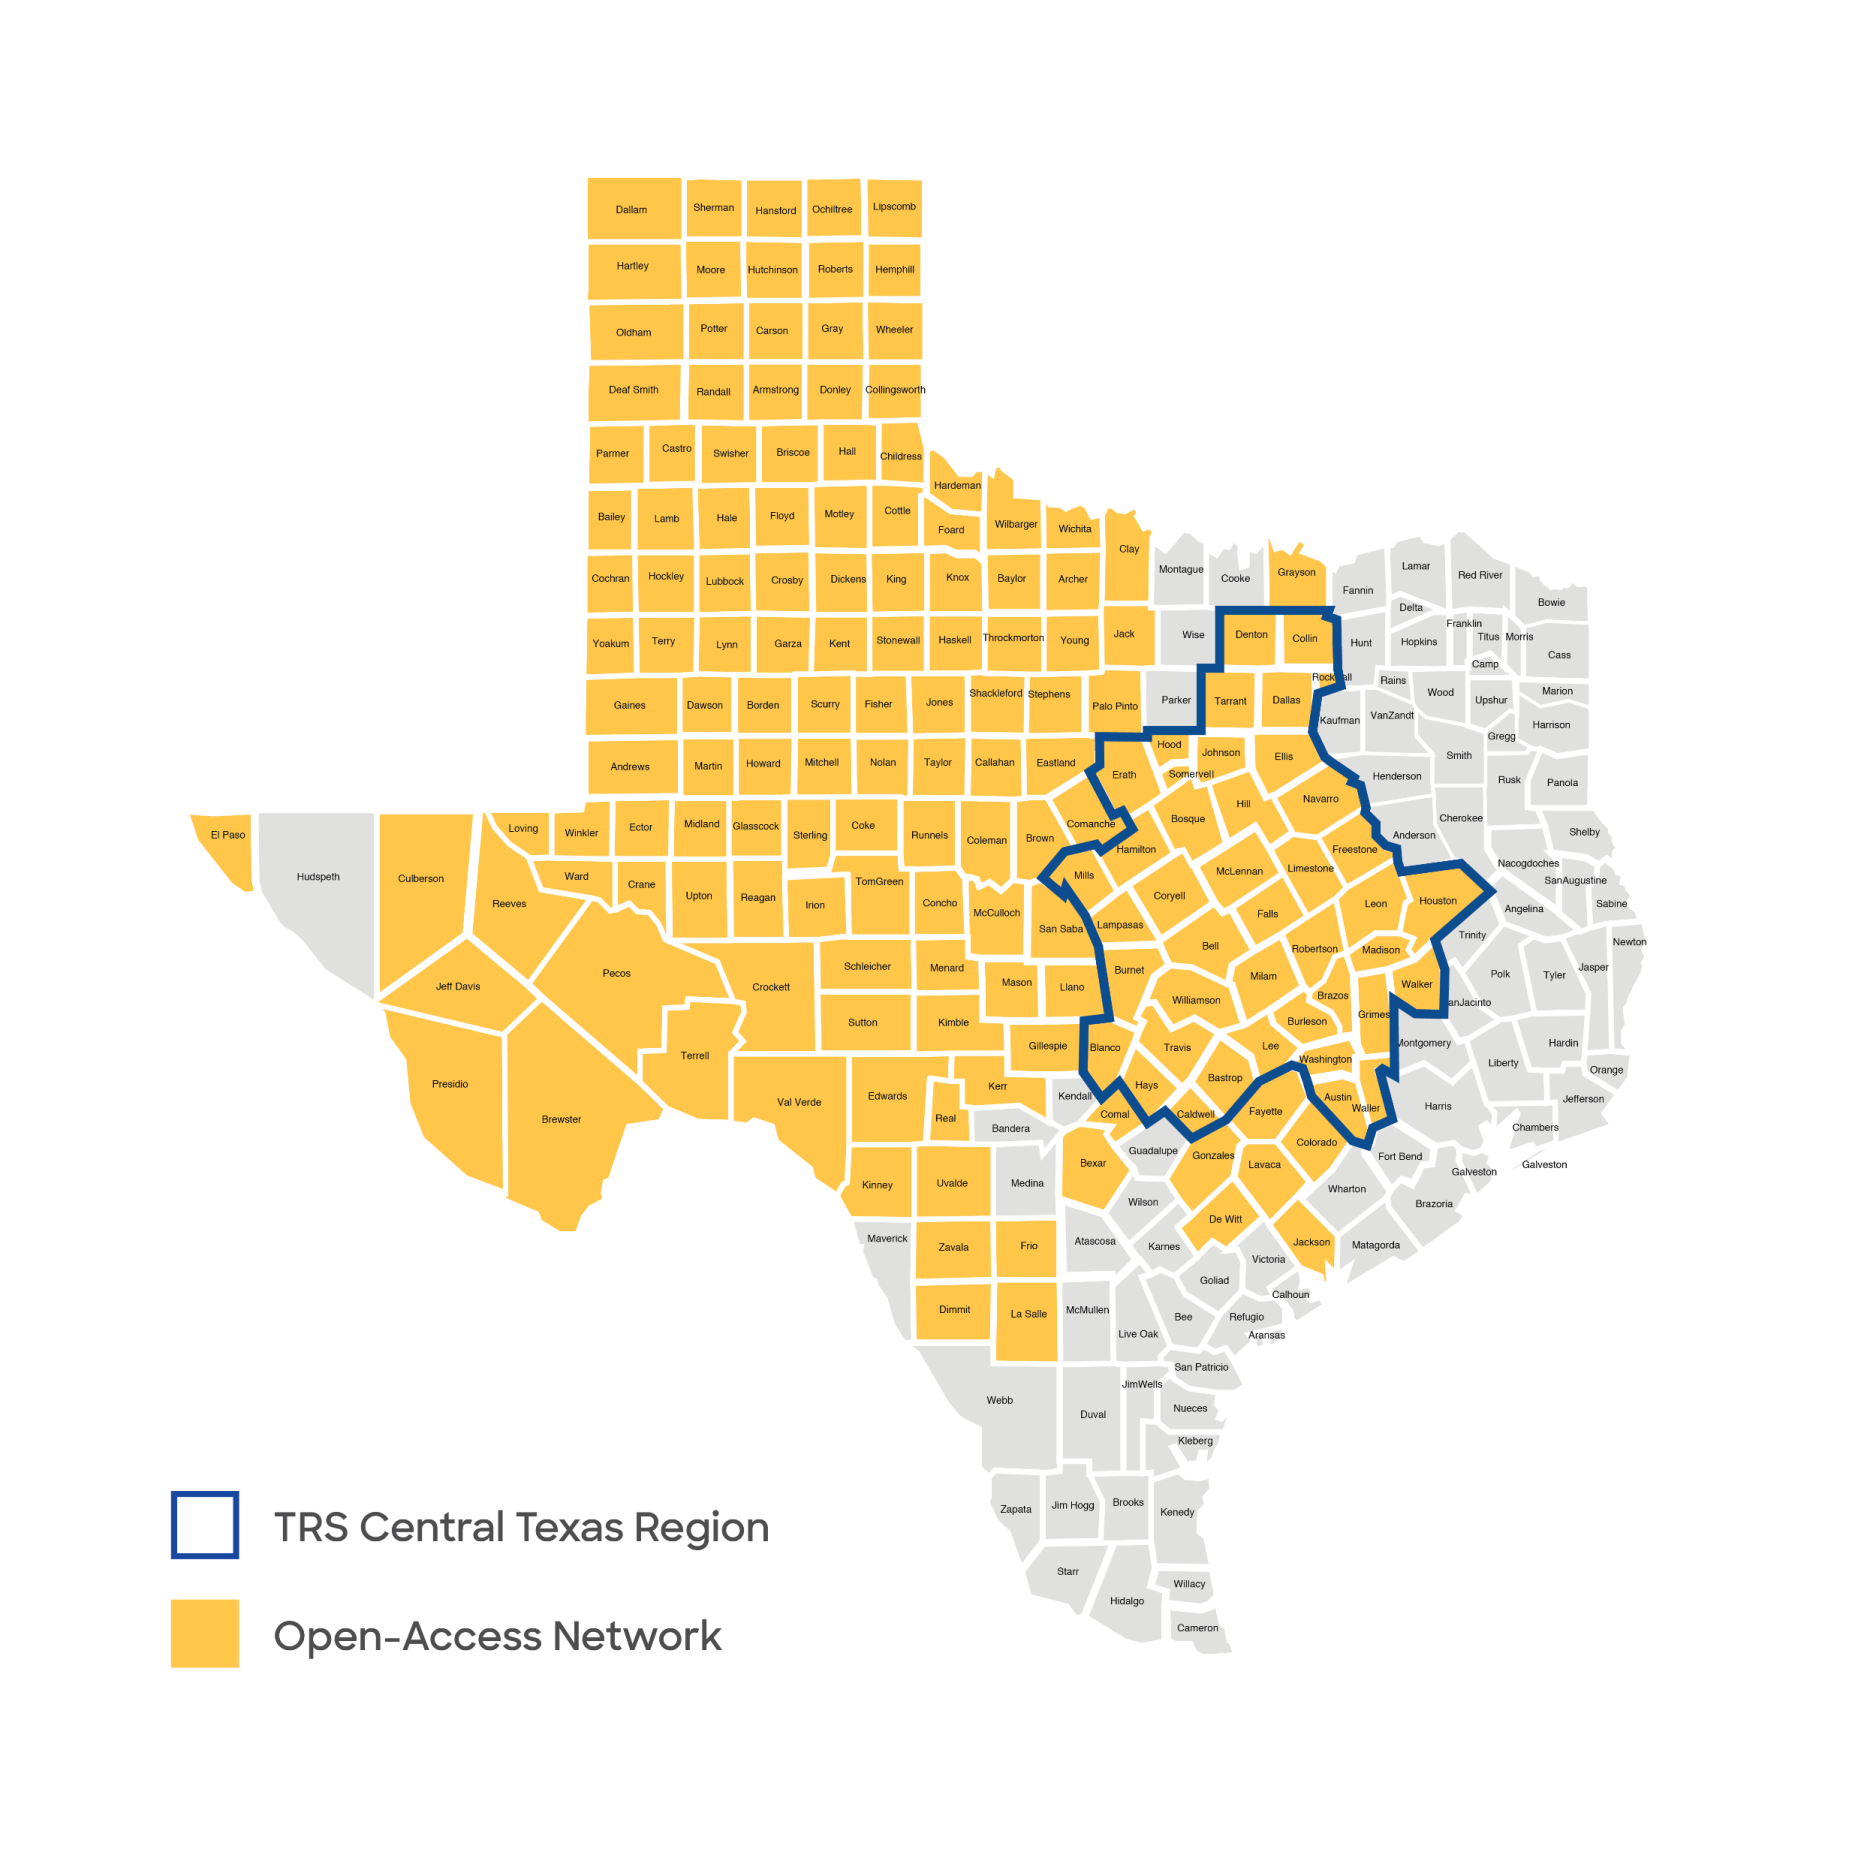 Dallam
Sherman
Hansford
Ochiltree
Lipscomb
Hartley
Moore
Hutchinson
Roberts
Hemphill
Oldham
Potter
Carson
Gray
Wheeler
Deaf Smith
Randall
Armstrong
Donley
Collingsworth
Parmer
Castro
Swisher
Briscoe
Hall
Childress
Hardeman
Bailey
Lamb
Hale
Floyd
Motley
Cottle
Foard
Wilbarger
Wichita
Clay
Montague
Cooke
Grayson
Fannin
Lamar
Red River
Bowie
Cochran
Hockley
Lubbock
Crosby
Dickens
King
Knox
Baylor
Archer
Delta
Franklin
Titus
Morris
Cass
Yoakum
Terry
Lynn
Garza
Kent
Stonewall
Haskell
Throckmorton
Young
Jack
Wise
Denton
Collin
Hunt
Hopkins
Camp
Gaines
Dawson
Borden
Scurry
Fisher
Jones
Shackleford
Stephens
Palo Pinto
Parker
Tarrant
Dallas
Rockwall
Kaufman
Rains
VanZandt
Wood
Upshur
Marion
Harrison
Gregg
Andrews
Martin
Howard
Mitchell
Nolan
Taylor
Callahan
Eastland
Erath
Hood
Somervell
Johnson
Ellis
Henderson
Smith
Rusk
Panola
El Paso
Hudspeth
Culberson
Reeves
Loving
Winkler
Ector
Midland
Glasscock
Sterling
Coke
Runnels
Coleman
Brown
Comanche
Hamilton
Bosque
Hill
Navarro
Freestone
Anderson
Cherokee
Shelby
Nacogdoches
SanAugustine
Sabine
Ward
Crane
Upton
Reagan
Irion
TomGreen
Concho
McCulloch
San Saba
Mills
Lampasas
Coryell
McLennan
Limestone
Falls
Leon
Houston
Angelina
Trinity
Newton
Jeff Davis
Pecos
Crockett
Schleicher
Menard
Mason
Llano
Burnet
Bell
Milam
Robertson
Madison
Walker
Polk
Tyler
Jasper
Presidio
Brewster
Terrell
Sutton
Kimble
Gillespie
Blanco
Williamson
Travis
Burleson
Brazos
Grimes
anJacinto
Montgomery
Liberty
Hardin
Orange
Jefferson
Val Verde
Edwards
Real
Kerr
Kendall
Bandera
Comal
Hays
Caldwell
Bastrop
Lee
Washington
Fayette
Austin
Waller
Harris
Chambers
Galveston
Galveston
Kinney
Uvalde
Medina
Bexar
Guadalupe
Gonzales
Lavaca
Colorado
Fort Bend
Wharton
Brazoria
Matagorda
Maverick
Zavala
Frio
Atascosa
Wilson
Karnes
De Witt
Jackson
Victoria
Goliad
Calhoun
Dimmit
La Salle
McMullen
Live Oak
Bee
Refugio
Aransas
San Patricio
Webb
Duval
JimWells
Nueces
Kleberg
Zapata
Jim Hogg
Brooks
Kenedy
Starr
Hidalgo
Willacy
Cameron
TRS Central Texas Region
Open-Access Network